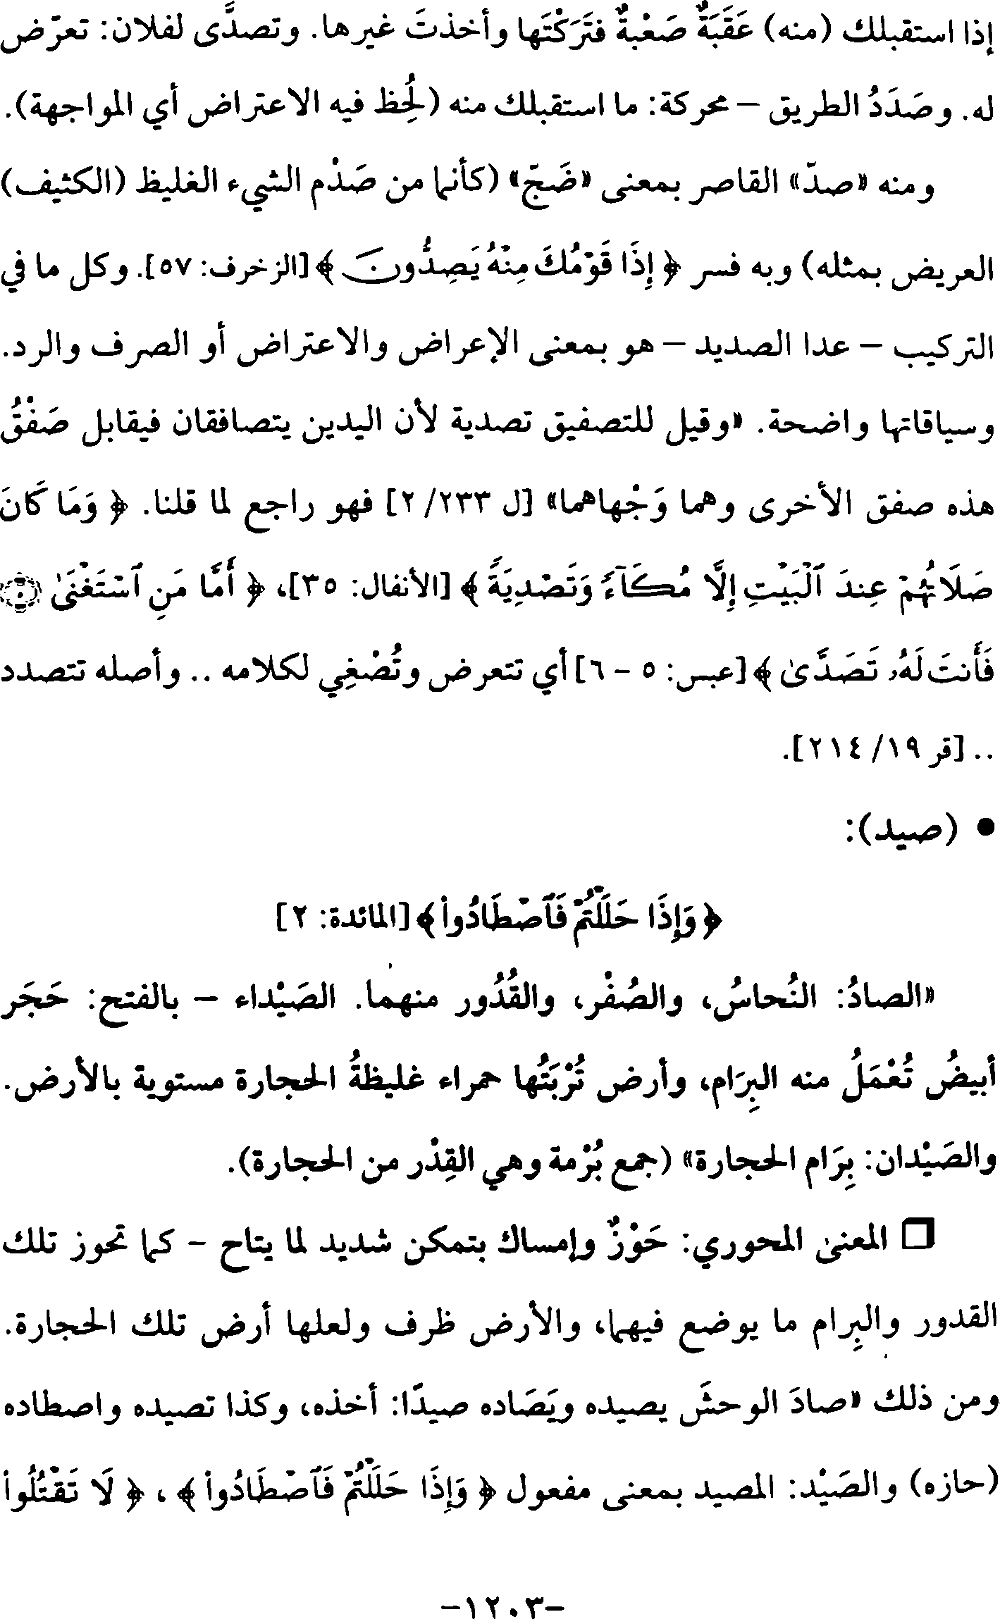 إذا استقبلك (منه) عَقَبَةٌ صَعْبةٌ فتَرَكْتَها وأخذتَ غيرها. وتصدَّى لفلان: تعرّض
له. وصَدَدُ الطريق – محركة: ما استقبلك منه (لُحِظ فيه الاعتراض أي المواجهة).
ومنه «صدّ» القاصر بمعنى «ضَجّ» (كأنما من صَدْم الشيء الغليظ (الكثيف)
العريض بمثله) وبه فسر ﴿ إِذَا قَوْمُكَ مِنْهُ يَصِدُّونَ ﴾ [الزخرف: ٥٧]. وكل ما في
التركيب – عدا الصديد – هو بمعنى الإعراض والاعتراض أو الصرف والرد.
وسياقاتها واضحة. «وقيل للتصفيق تصدية لأن اليدين يتصافقان فيقابل صَفْقُ
هذه صفق الأخرى وهما وَجْهاهما» [ل ٢٣٣/ ٢] فهو راجع لما قلنا. ﴿ وَمَا كَانَ
صَلَاتُهُمْ عِندَ ٱلْبَيْتِ إِلَّا مُكَآءً وَتَصْدِيَةً ﴾ [الأنفال: ٣٥]، ﴿ أَمَّا مَنِ ٱسْتَغْنَىٰ
فَأَنتَ لَهُۥ تَصَدَّىٰ ﴾ [عبس: ٥ – ٦] أي تتعرض وتُصْغِي لكلامه .. وأصله تتصدد
.. [قر ١٩/ ٢١٤].
• (صيد):
﴿ وَإِذَا حَلَلْتُمْ فَٱصْطَادُوا۟ ﴾ [المائدة: ٢]
«الصادُ: النُحاسُ، والصُفْر، والقُدُور منهما. الصَيْداء – بالفتح: حَجَر
أبيضُ تُعْمَلُ منه البِرَام، وأرض تُرْبَتُها حمراء غليظةُ الحجارة مستوية بالأرض.
والصَيْدان: بِرَام الحجارة» (جمع بُرْمة وهي القِدْر من الحجارة).
❒ المعنى المحوري: حَوْزٌ وإمساك بتمكن شديد لما يتاح – كما تحوز تلك
القدور والبِرام ما يوضع فيهما، والأرض ظرف ولعلها أرض تلك الحجارة.
ومن ذلك «صادَ الوحشَ يصيده ويَصَاده صيدًا: أخذه، وكذا تصيده واصطاده
(حازه) والصَيْد: المصيد بمعنى مفعول ﴿ وَإِذَا حَلَلْتُمْ فَٱصْطَادُوا۟ ﴾ ، ﴿ لَا تَقْتُلُوا۟
-١٢٠٣-